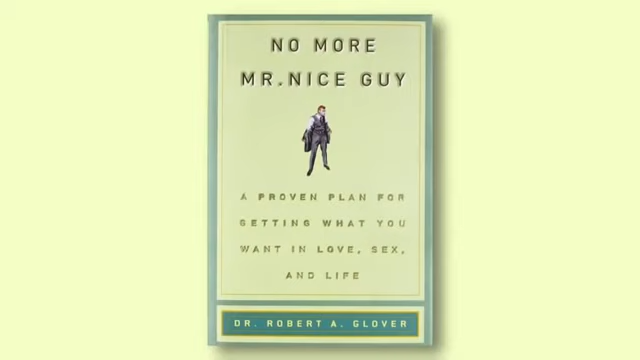 NO MORE
MR. NICE GUY
A PROVEN PLAN FOR
GETTING WHAT YOU
WANT IN LOVE, SEX,
AND LIFE
DR. ROBERT A. GLOVER